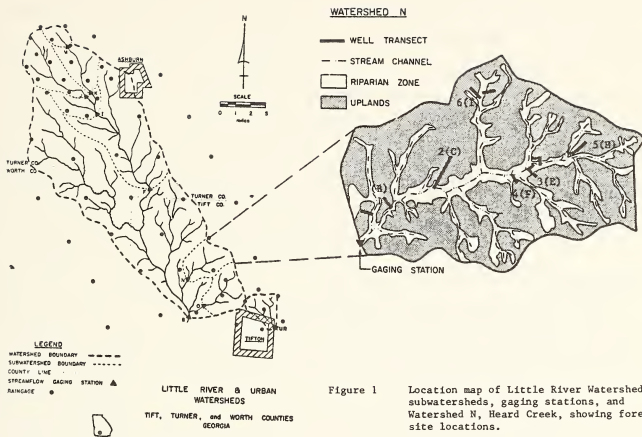 WATERSHED N
WELL TRANSECT
STREAM CHANNEL
RIPARIAN ZONE
UPLANDS
N
SCALE
miles
ASHBURN
TURNER CO.
WORTH CO.
TURNER CO.
TIFT CO.
TIFTON
6(I)
5(H)
2(C)
3(E)
4(F)
GAGING STATION
LEGEND
WATERSHED BOUNDARY
SUBWATERSHED BOUNDARY
COUNTY LINE
STREAMFLOW GAGING STATION
RAINGAGE
LITTLE RIVER & URBAN
WATERSHEDS
TIFT, TURNER, and WORTH COUNTIES
GEORGIA
Figure 1 Location map of Little River Watershed
subwatersheds, gaging stations, and
Watershed N, Heard Creek, showing fore
site locations.